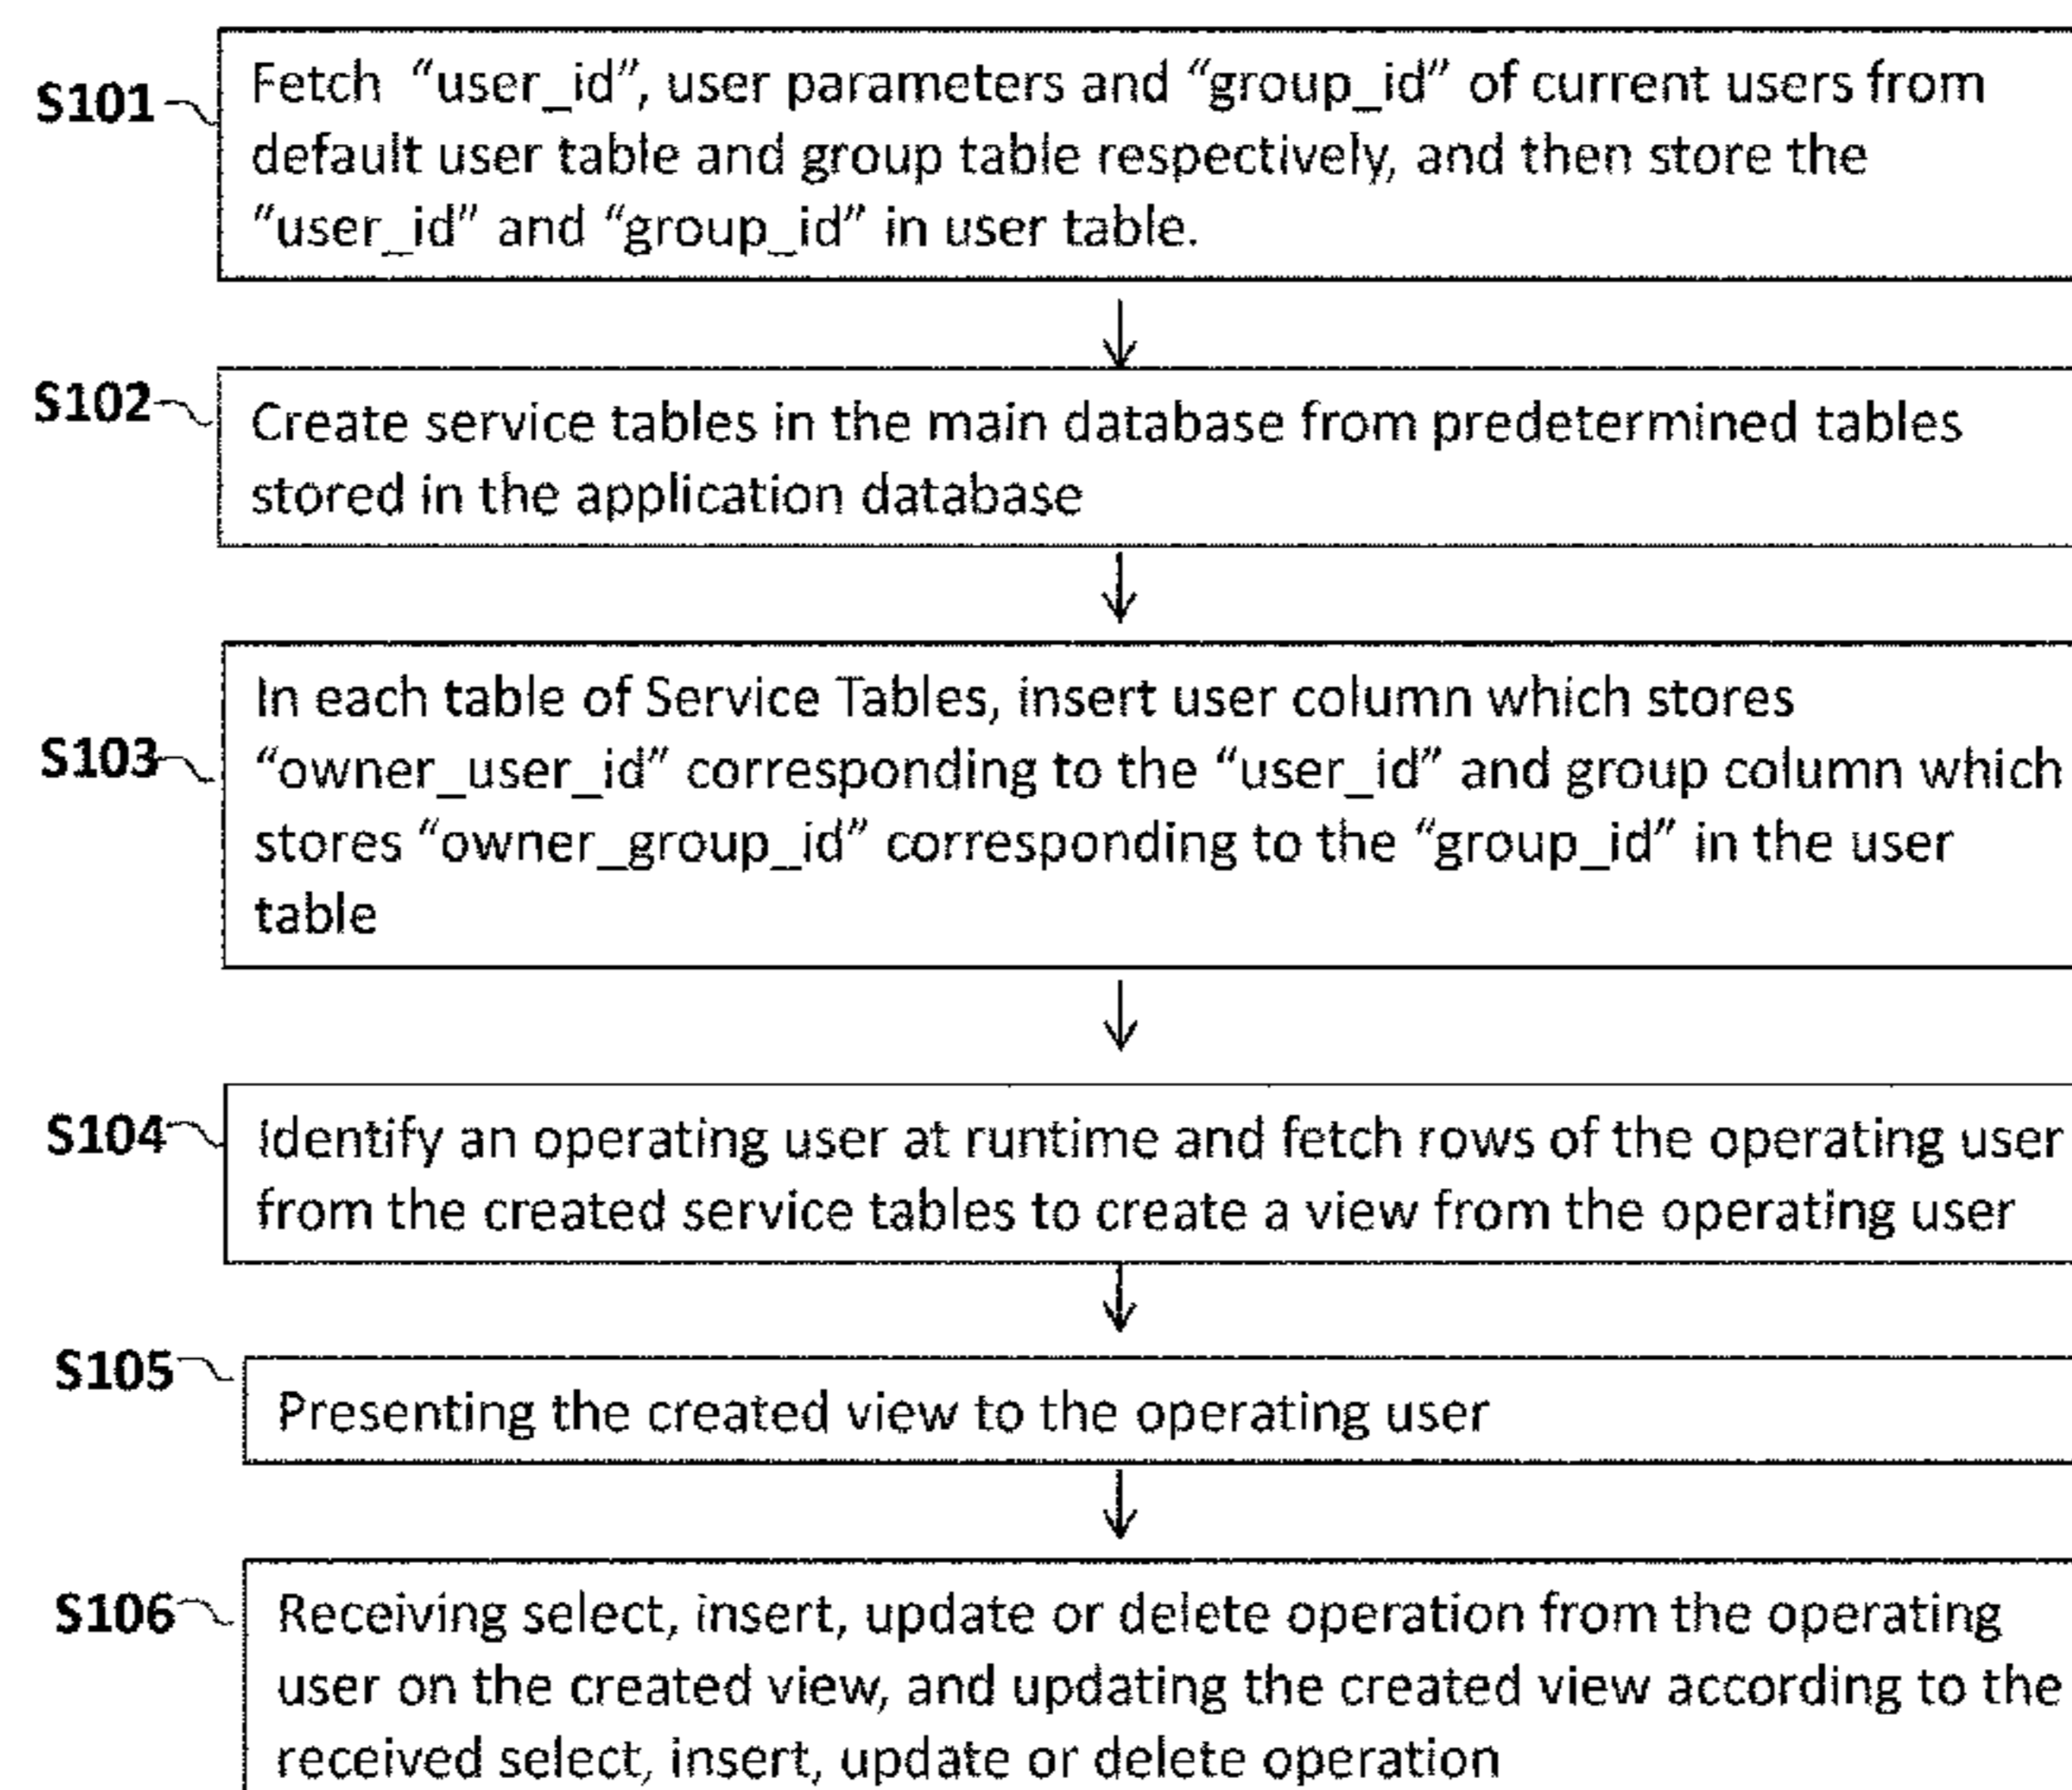 S101
Fetch "user_id", user parameters and "group_id" of current users from
default user table and group table respectively, and then store the
"user_id" and "group_id" in user table.
S102
Create service tables in the main database from predetermined tables
stored in the application database
S103
In each table of Service Tables, insert user column which stores
"owner_user_id" corresponding to the "user_id" and group column which
stores "owner_group_id" corresponding to the "group_id" in the user
table
S104
Identify an operating user at runtime and fetch rows of the operating user
from the created service tables to create a view from the operating user
S105
Presenting the created view to the operating user
S106
Receiving select, insert, update or delete operation from the operating
user on the created view, and updating the created view according to the
received select, insert, update or delete operation